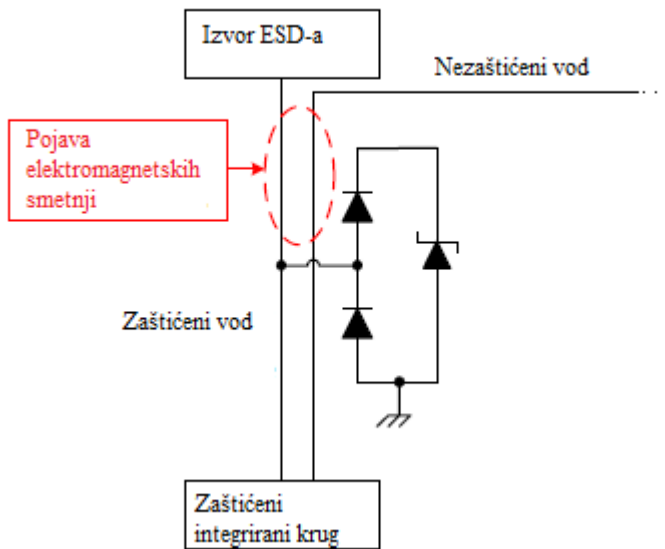 Izvor ESD-a
Nezaštićeni vod
Pojava
elektromagnetskih
smetnji
Zaštićeni vod
Zaštićeni
integrirani krug